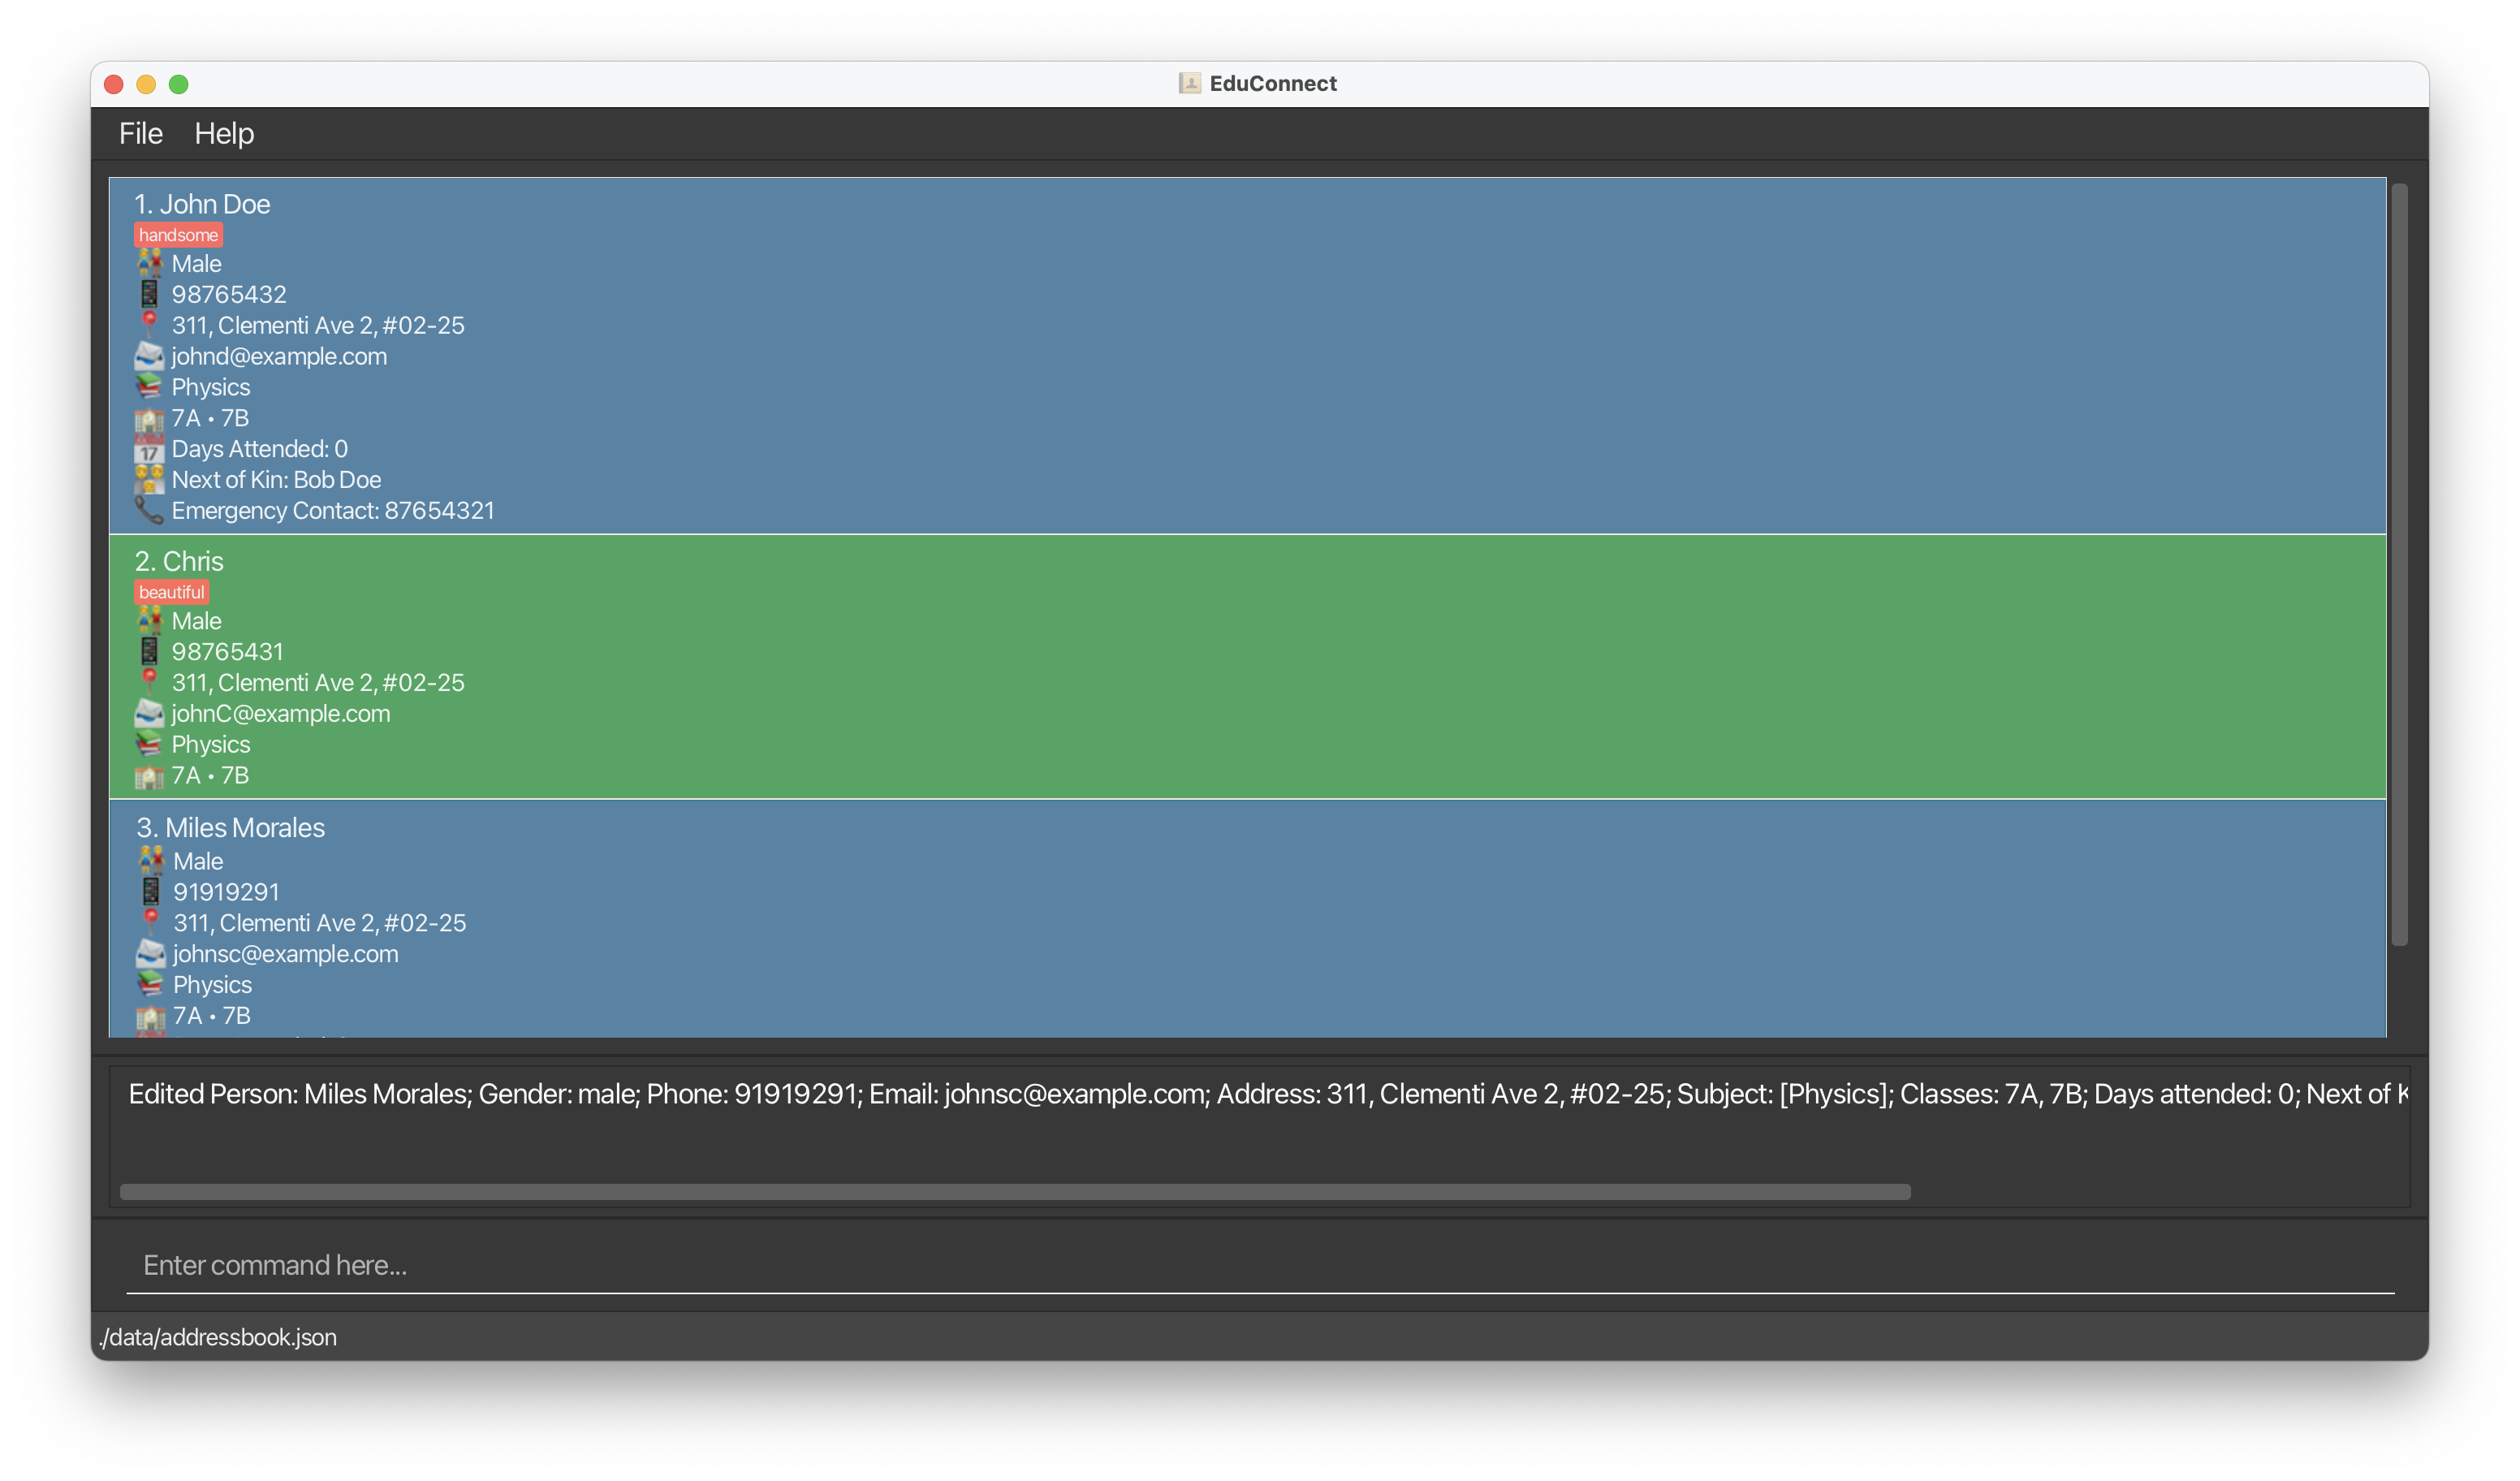 EduConnect
File Help
1. John Doe
handsome
Male
98765432
311, Clementi Ave 2, #02-25
johnd@example.com
Physics
7A • 7B
17 Days Attended: 0
Next of Kin: Bob Doe
Emergency Contact: 87654321
2. Chris
beautiful
Male
98765431
311, Clementi Ave 2, #02-25
johnC@example.com
Physics
7A • 7B
3. Miles Morales
Male
91919291
311, Clementi Ave 2, #02-25
johnsc@example.com
Physics
7A • 7B
Edited Person: Miles Morales; Gender: male; Phone: 91919291; Email: johnsc@example.com; Address: 311, Clementi Ave 2, #02-25; Subject: [Physics]; Classes: 7A, 7B; Days attended: 0; Next of
Enter command here...
./data/addressbook.json